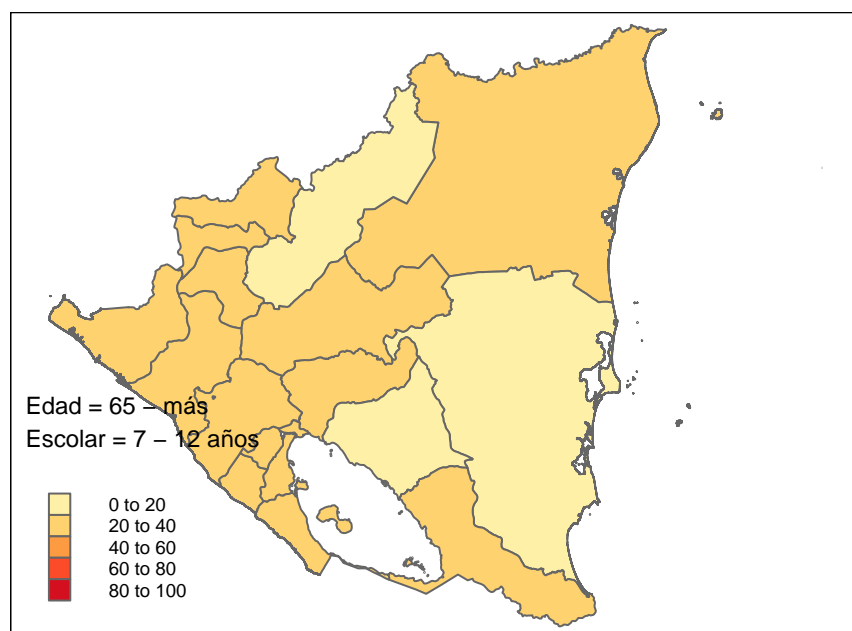 Edad = 65 – más
Escolar = 7 – 12 años
0 to 20
20 to 40
40 to 60
60 to 80
80 to 100